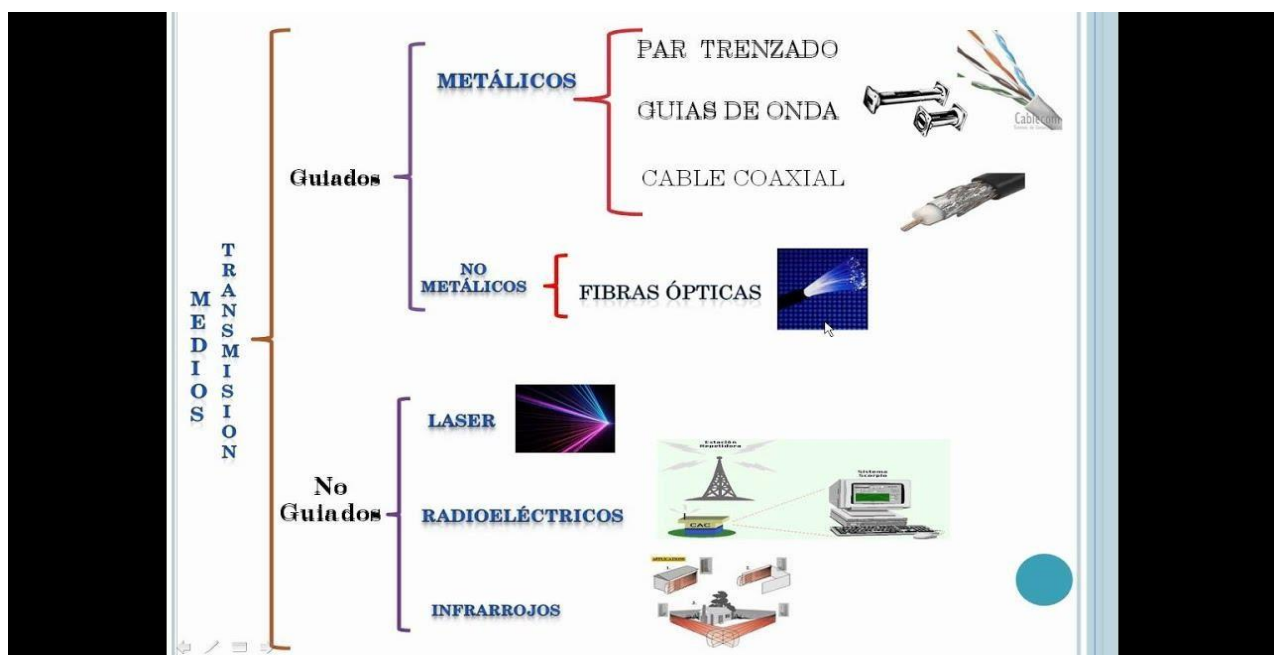 MEDIOS
TRANSMISION
Guiados
METÁLICOS
PAR TRENZADO
GUIAS DE ONDA
CABLE COAXIAL
Cablecom
NO
METÁLICOS
FIBRAS ÓPTICAS
No
Guiados
LASER
RADIOELÉCTRICOS
Estación
Repetidora
CAC
Sistema
Scorpio
INFRARROJOS